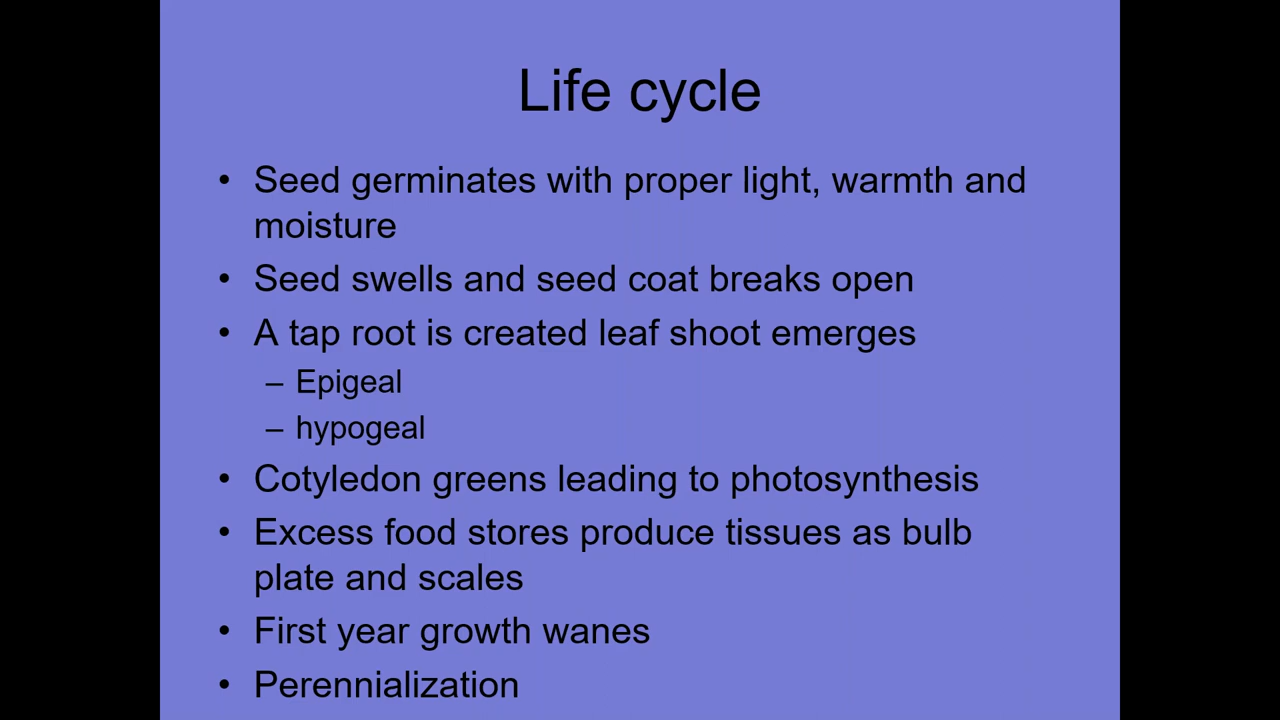 Life cycle
• Seed germinates with proper light, warmth and
moisture
• Seed swells and seed coat breaks open
• A tap root is created leaf shoot emerges
– Epigeal
– hypogeal
• Cotyledon greens leading to photosynthesis
• Excess food stores produce tissues as bulb
plate and scales
• First year growth wanes
• Perennialization